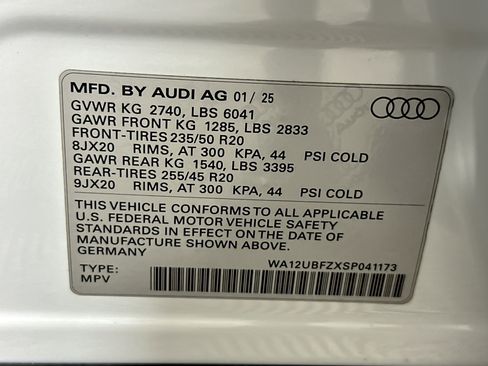 MFD. BY AUDI AG 01/25
GVWR KG 2740, LBS 6041
GAWR FRONT KG 1285, LBS 2833
FRONT-TIRES 235/50 R20
8JX20 RIMS, AT 300 KPA, 44 PSI COLD
GAWR REAR KG 1540, LBS 3395
REAR-TIRES 255/45 R20
9JX20 RIMS, AT 300 KPA, 44 PSI COLD
THIS VEHICLE CONFORMS TO ALL APPLICABLE
U.S. FEDERAL MOTOR VEHICLE SAFETY
STANDARDS IN EFFECT ON THE DATE OF
MANUFACTURE SHOWN ABOVE.
GERMANY
WA12UBFZXSP041173
TYPE:
MPV